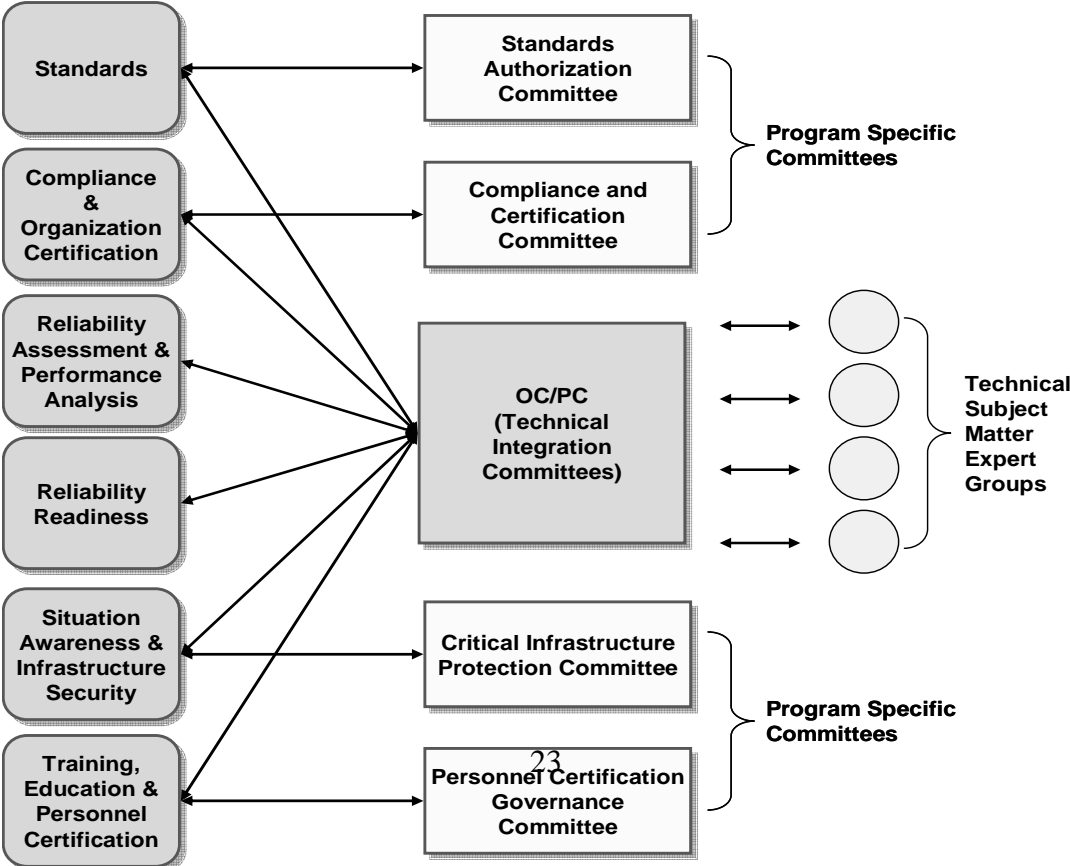 Standards
Standards
Authorization
Committee
Program Specific
Committees
Compliance
&
Organization
Certification
Compliance and
Certification
Committee
Reliability
Assessment &
Performance
Analysis
OC/PC
(Technical
Integration
Committees)
Technical
Subject
Matter
Expert
Groups
Reliability
Readiness
Situation
Awareness &
Infrastructure
Security
Critical Infrastructure
Protection Committee
Program Specific
Committees
Training,
Education &
Personnel
Certification
23
Personnel Certification
Governance
Committee